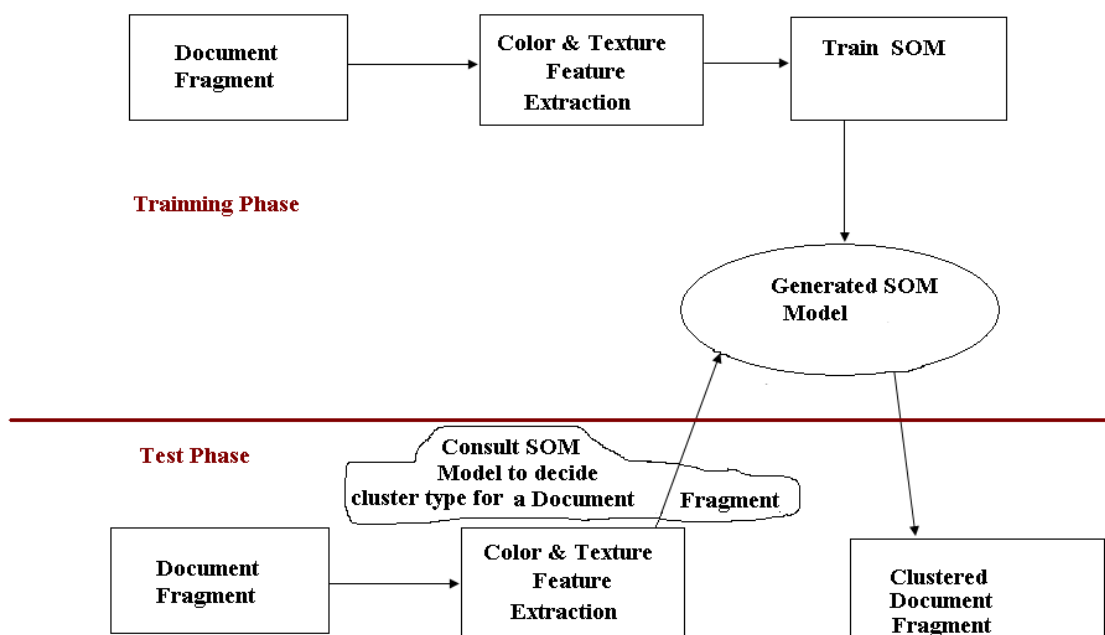 Document
Fragment
Color & Texture
Feature
Extraction
Train SOM
Trainning Phase
Generated SOM
Model
Test Phase
Consult SOM
Model to decide
cluster type for a Document Fragment
Document
Fragment
Color & Texture
Feature
Extraction
Clustered
Document
Fragment